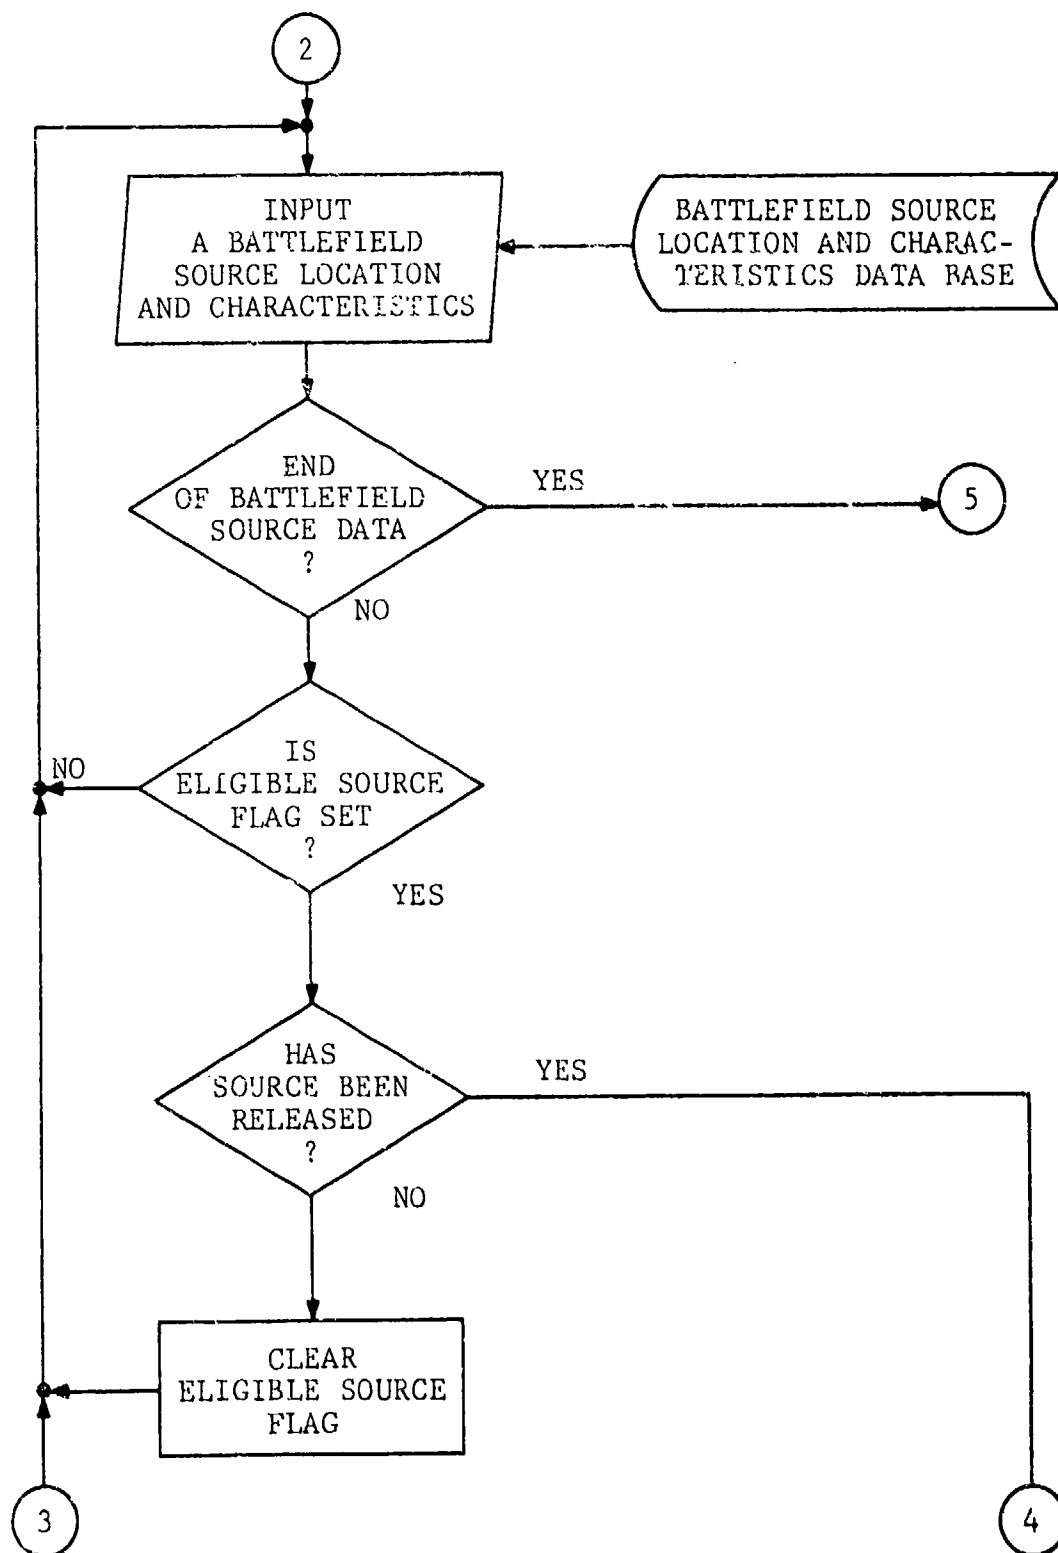 2
INPUT
A BATTLEFIELD
SOURCE LOCATION
AND CHARACTERISTICS
BATTLEFIELD SOURCE
LOCATION AND CHARAC-
TERISTICS DATA BASE
END
OF BATTLEFIELD
SOURCE DATA
?
YES
5
NO
IS
ELIGIBLE SOURCE
FLAG SET
?
NO
YES
HAS
SOURCE BEEN
RELEASED
?
YES
NO
CLEAR
ELIGIBLE SOURCE
FLAG
3
4